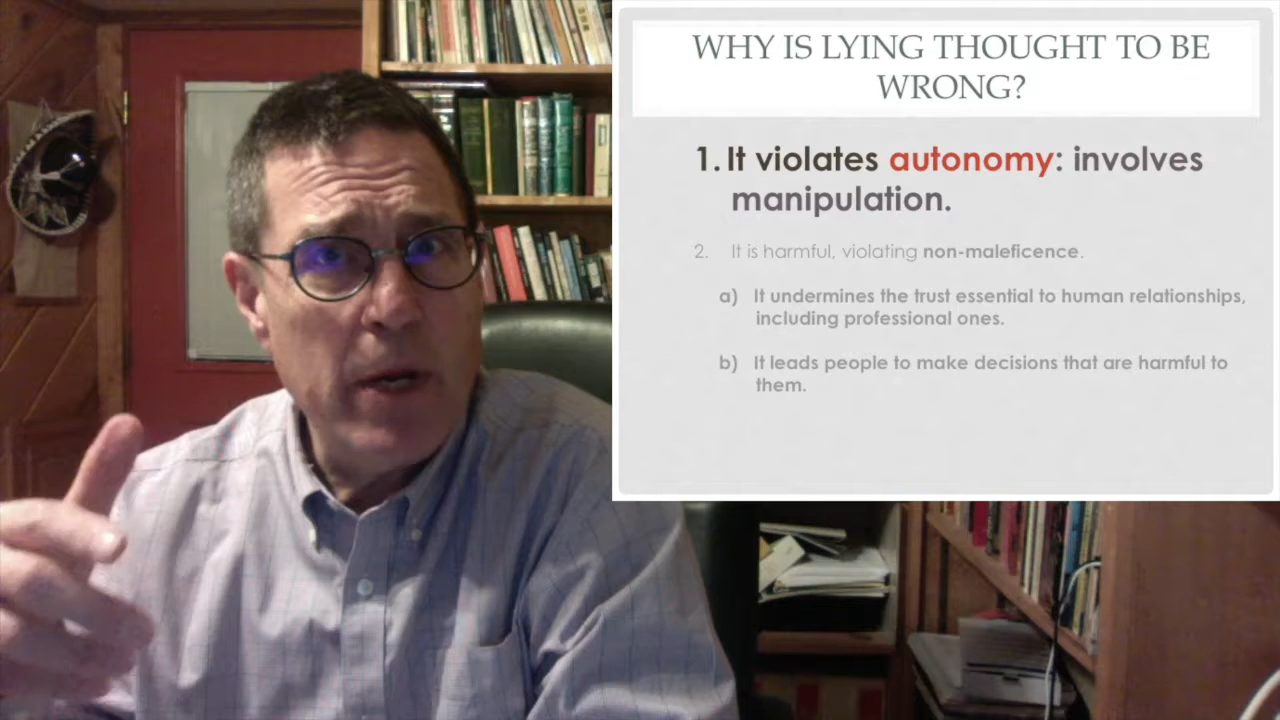 WHY IS LYING THOUGHT TO BE
WRONG?
1. It violates autonomy: involves
manipulation.
2. It is harmful, violating non-maleficence.
a) It undermines the trust essential to human relationships,
including professional ones.
b) It leads people to make decisions that are harmful to
them.